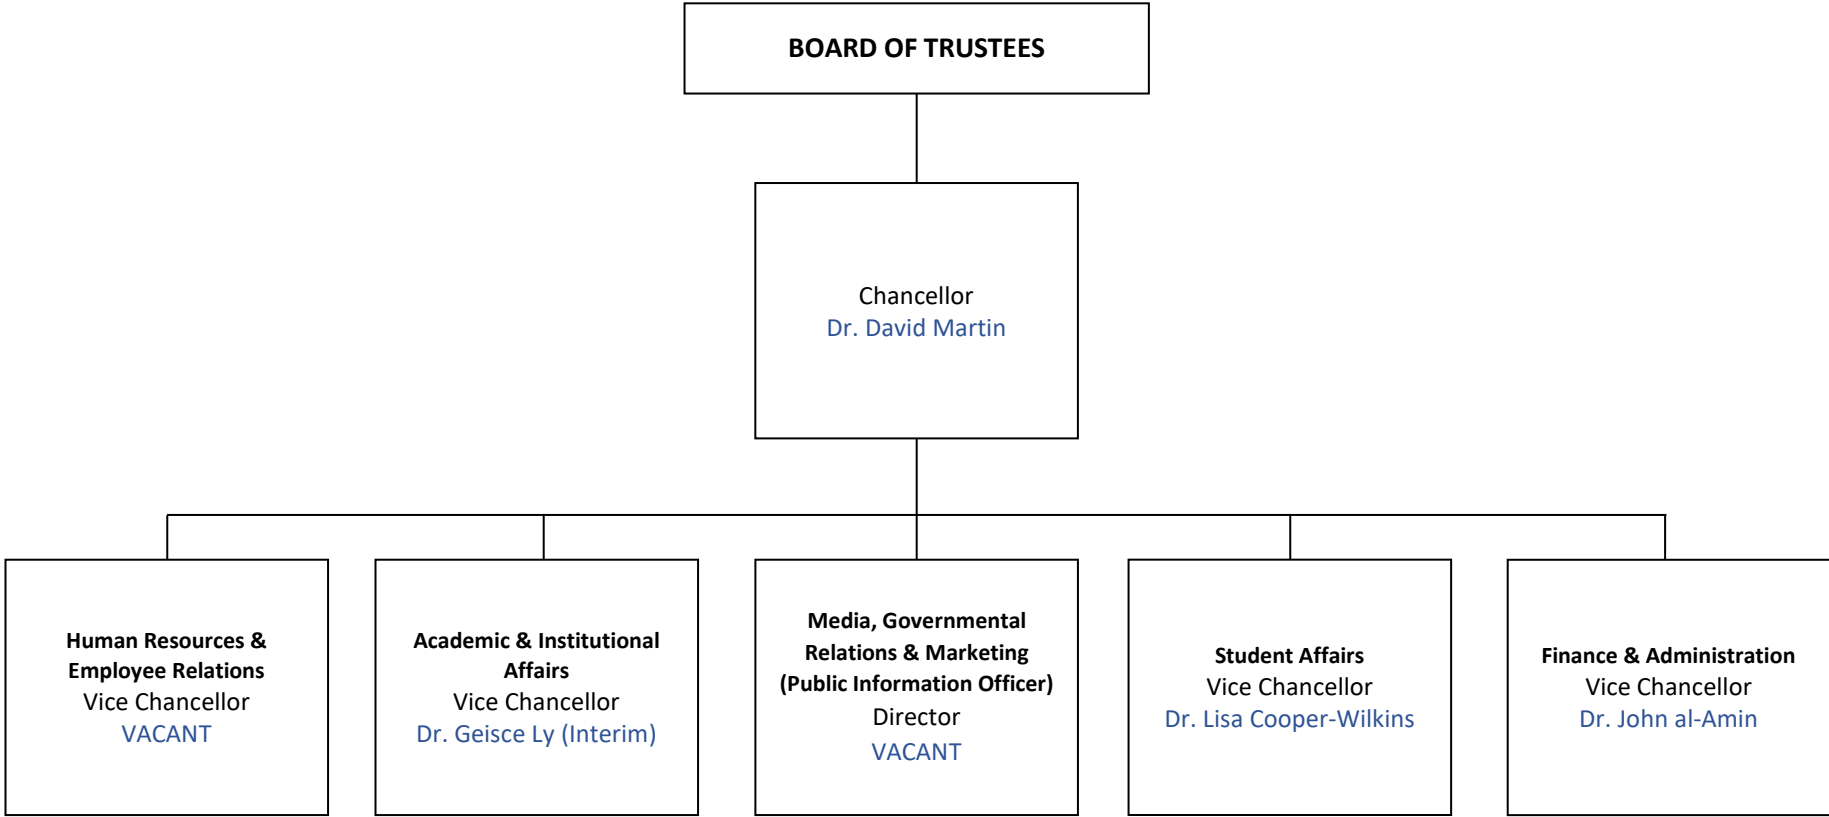 BOARD OF TRUSTEES
Chancellor
Dr. David Martin
Human Resources &
Employee Relations
Vice Chancellor
VACANT
Academic & Institutional
Affairs
Vice Chancellor
Dr. Geisce Ly (Interim)
Media, Governmental
Relations & Marketing
(Public Information Officer)
Director
VACANT
Student Affairs
Vice Chancellor
Dr. Lisa Cooper-Wilkins
Finance & Administration
Vice Chancellor
Dr. John al-Amin